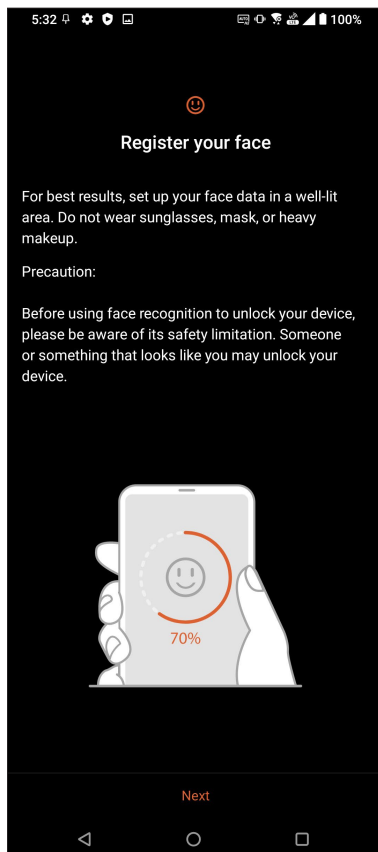 5:32 100%
Register your face
For best results, set up your face data in a well-lit
area. Do not wear sunglasses, mask, or heavy
makeup.
Precaution:
Before using face recognition to unlock your device,
please be aware of its safety limitation. Someone
or something that looks like you may unlock your
device.
70%
Next